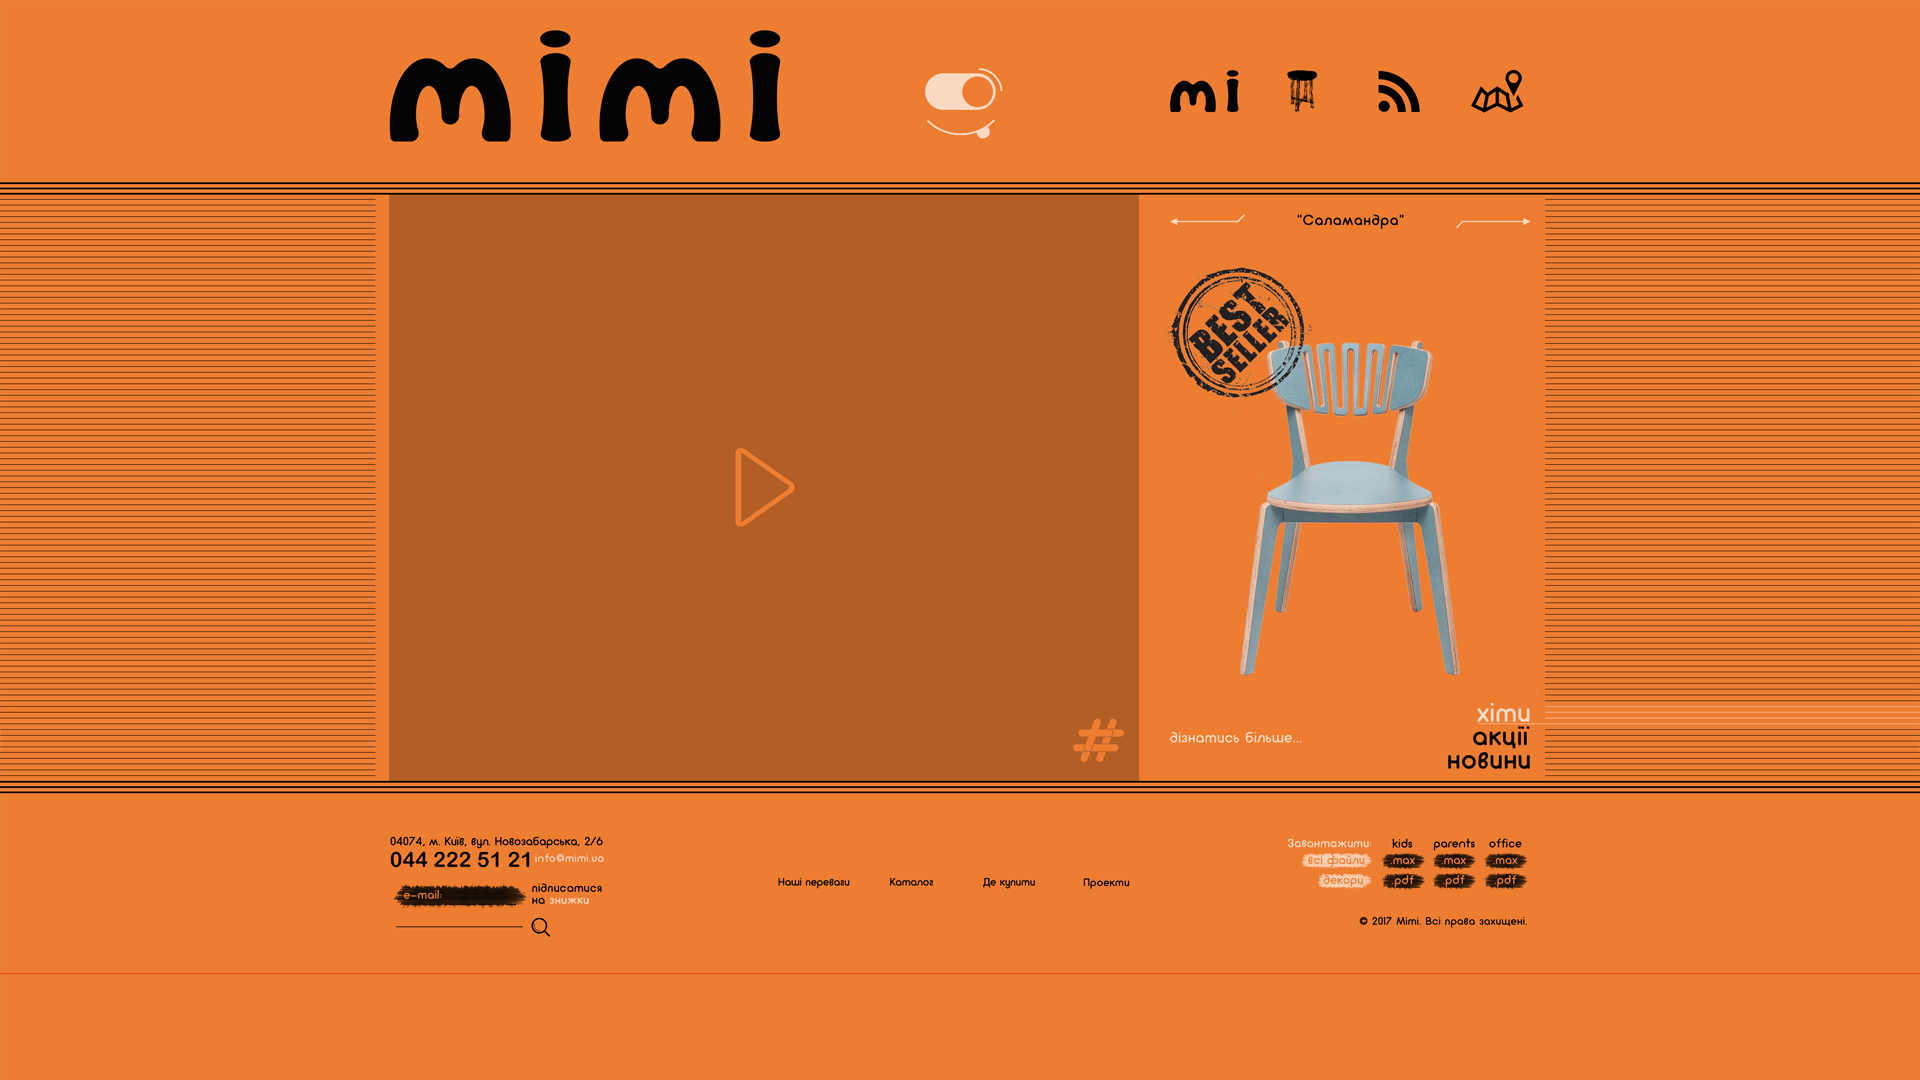 mimi
mi
"Саламандра"
BEST
SELLER
дізнатись більше...
хіти
акції
новини
04074, м. Київ, вул. Новозабарська, 2/6
044 222 51 21 info@mimi.ua
e-mail:
підписатися
на знижки
Наші переваги
Каталог
Де купити
Проекти
Завантажити: kids parents office
всі файли .max .max .max
декори .pdf .pdf .pdf
© 2017 Mimi. Всі права захищені.